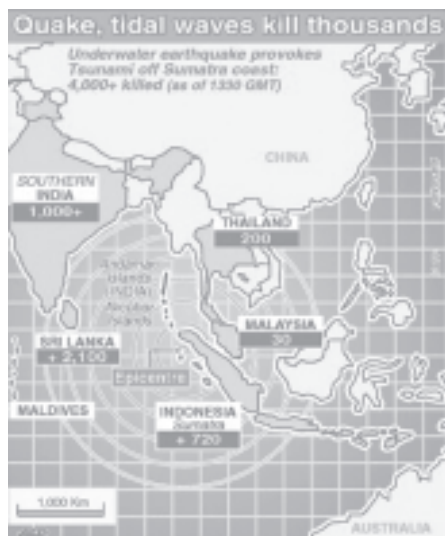 Quake, tidal waves kill thousands
Underwater earthquake provokes
Tsunami off Sumatra coast:
4,000+ killed (as of 1330 GMT)
CHINA
SOUTHERN
INDIA
1,000+
THAILAND
200
Andaman
Islands
(INDIA)
Nicobar
Islands
SRI LANKA
+ 2,100
MALAYSIA
30
Epicentre
MALDIVES
INDONESIA
Sumatra
+ 720
1,000 Km
AUSTRALIA